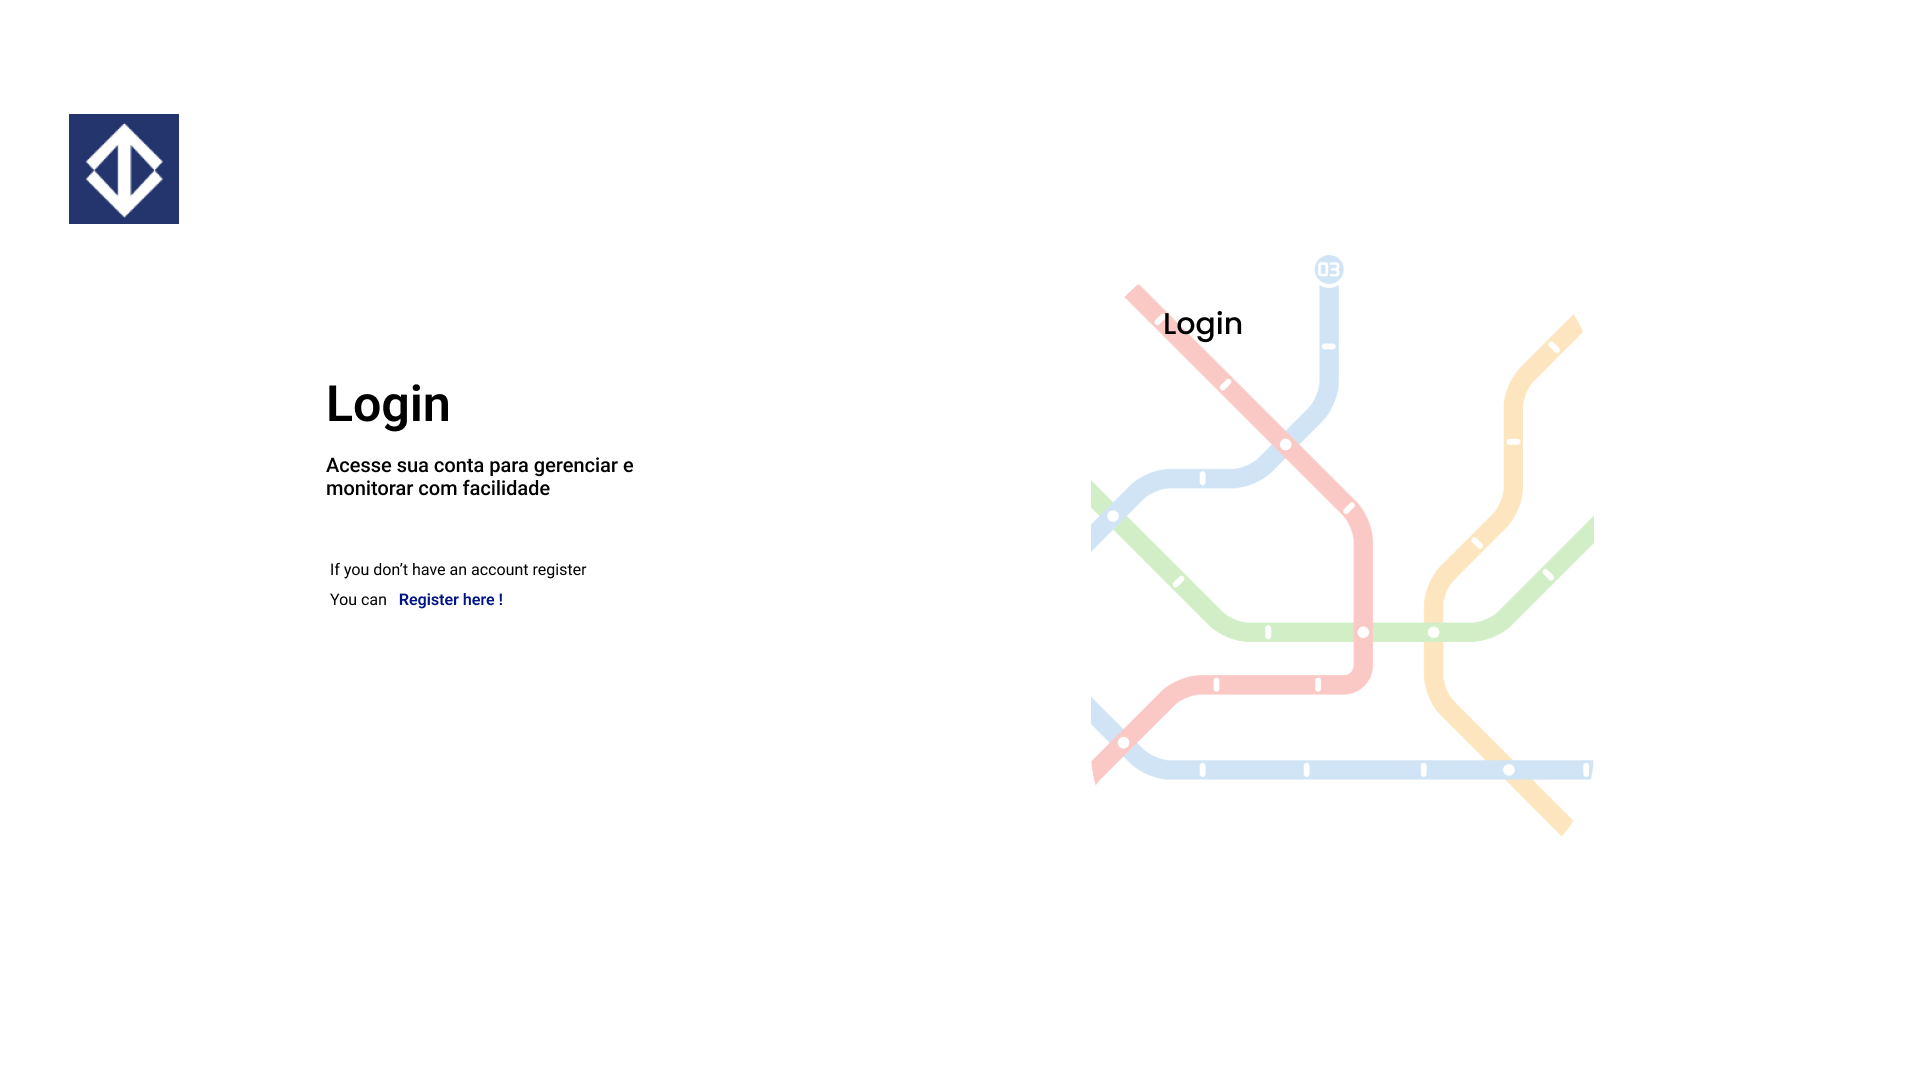 Login
Acesse sua conta para gerenciar e
monitorar com facilidade
If you don’t have an account register
You can Register here !
03
Login